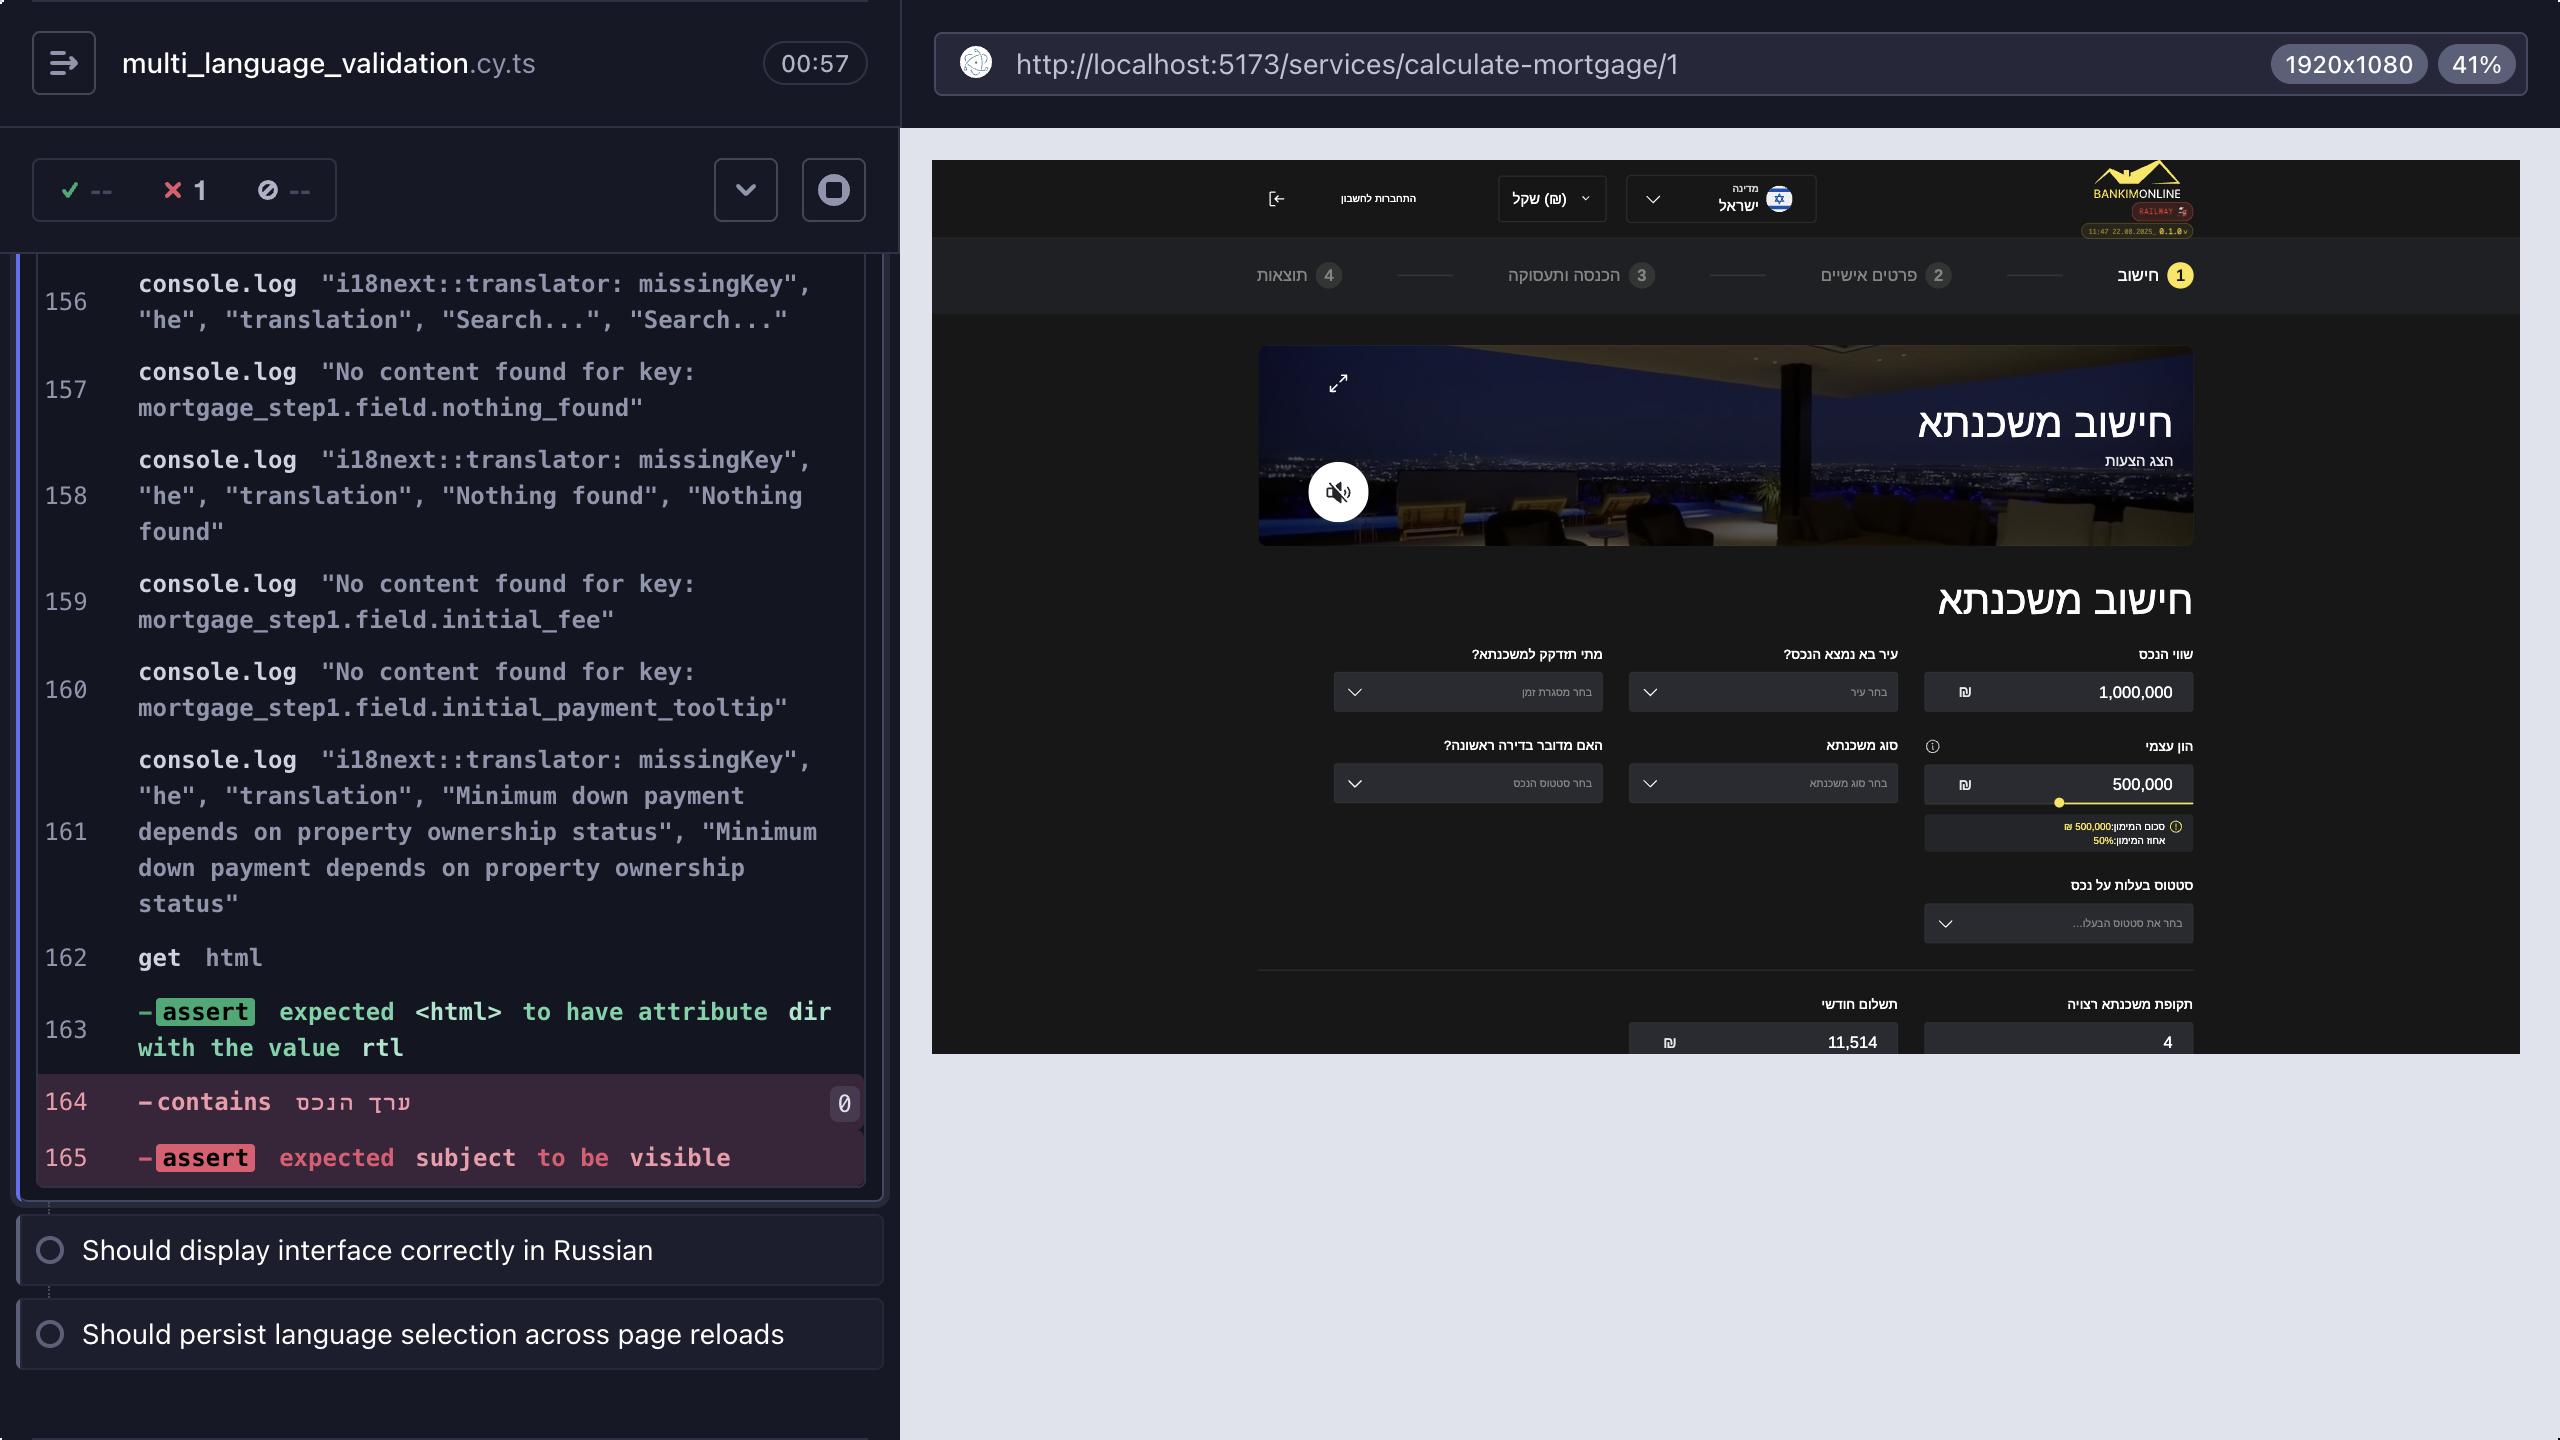 multi_language_validation.cy.ts
00:57
-- 1 --
156 console.log "i18next::translator: missingKey",
"he", "translation", "Search...", "Search..."
157 console.log "No content found for key:
mortgage_step1.field.nothing_found"
158 console.log "i18next::translator: missingKey",
"he", "translation", "Nothing found", "Nothing
found"
159 console.log "No content found for key:
mortgage_step1.field.initial_fee"
160 console.log "No content found for key:
mortgage_step1.field.initial_payment_tooltip"
161 console.log "i18next::translator: missingKey",
"he", "translation", "Minimum down payment
depends on property ownership status", "Minimum
down payment depends on property ownership
status"
162 get html
163 -assert expected <html> to have attribute dir
with the value rtl
164 -contains ערך הנכס 0
165 -assert expected subject to be visible
Should display interface correctly in Russian
Should persist language selection across page reloads
http://localhost:5173/services/calculate-mortgage/1
1920x1080 41%
BANKIMONLINE
RAILWAY
11:47 22.08.2025_ 0.1.0v
מדינה
ישראל
שקל (₪)
התחברות לחשבון
1 חישוב
2 פרטים אישיים
3 הכנסה ותעסוקה
4 תוצאות
חישוב משכנתא
הצג הצעות
חישוב משכנתא
שווי הנכס
1,000,000 ₪
עיר בא נמצא הנכס?
בחר עיר
מתי תזדקק למשכנתא?
בחר מסגרת זמן
הון עצמי
500,000 ₪
סכום המימון:500,000 ₪
אחוז המימון:50%
סוג משכנתא
בחר סוג משכנתא
האם מדובר בדירה ראשונה?
בחר סטטוס הנכס
סטטוס בעלות על נכס
בחר את סטטוס הבעלו...
תקופת משכנתא רצויה
4
תשלום חודשי
11,514 ₪